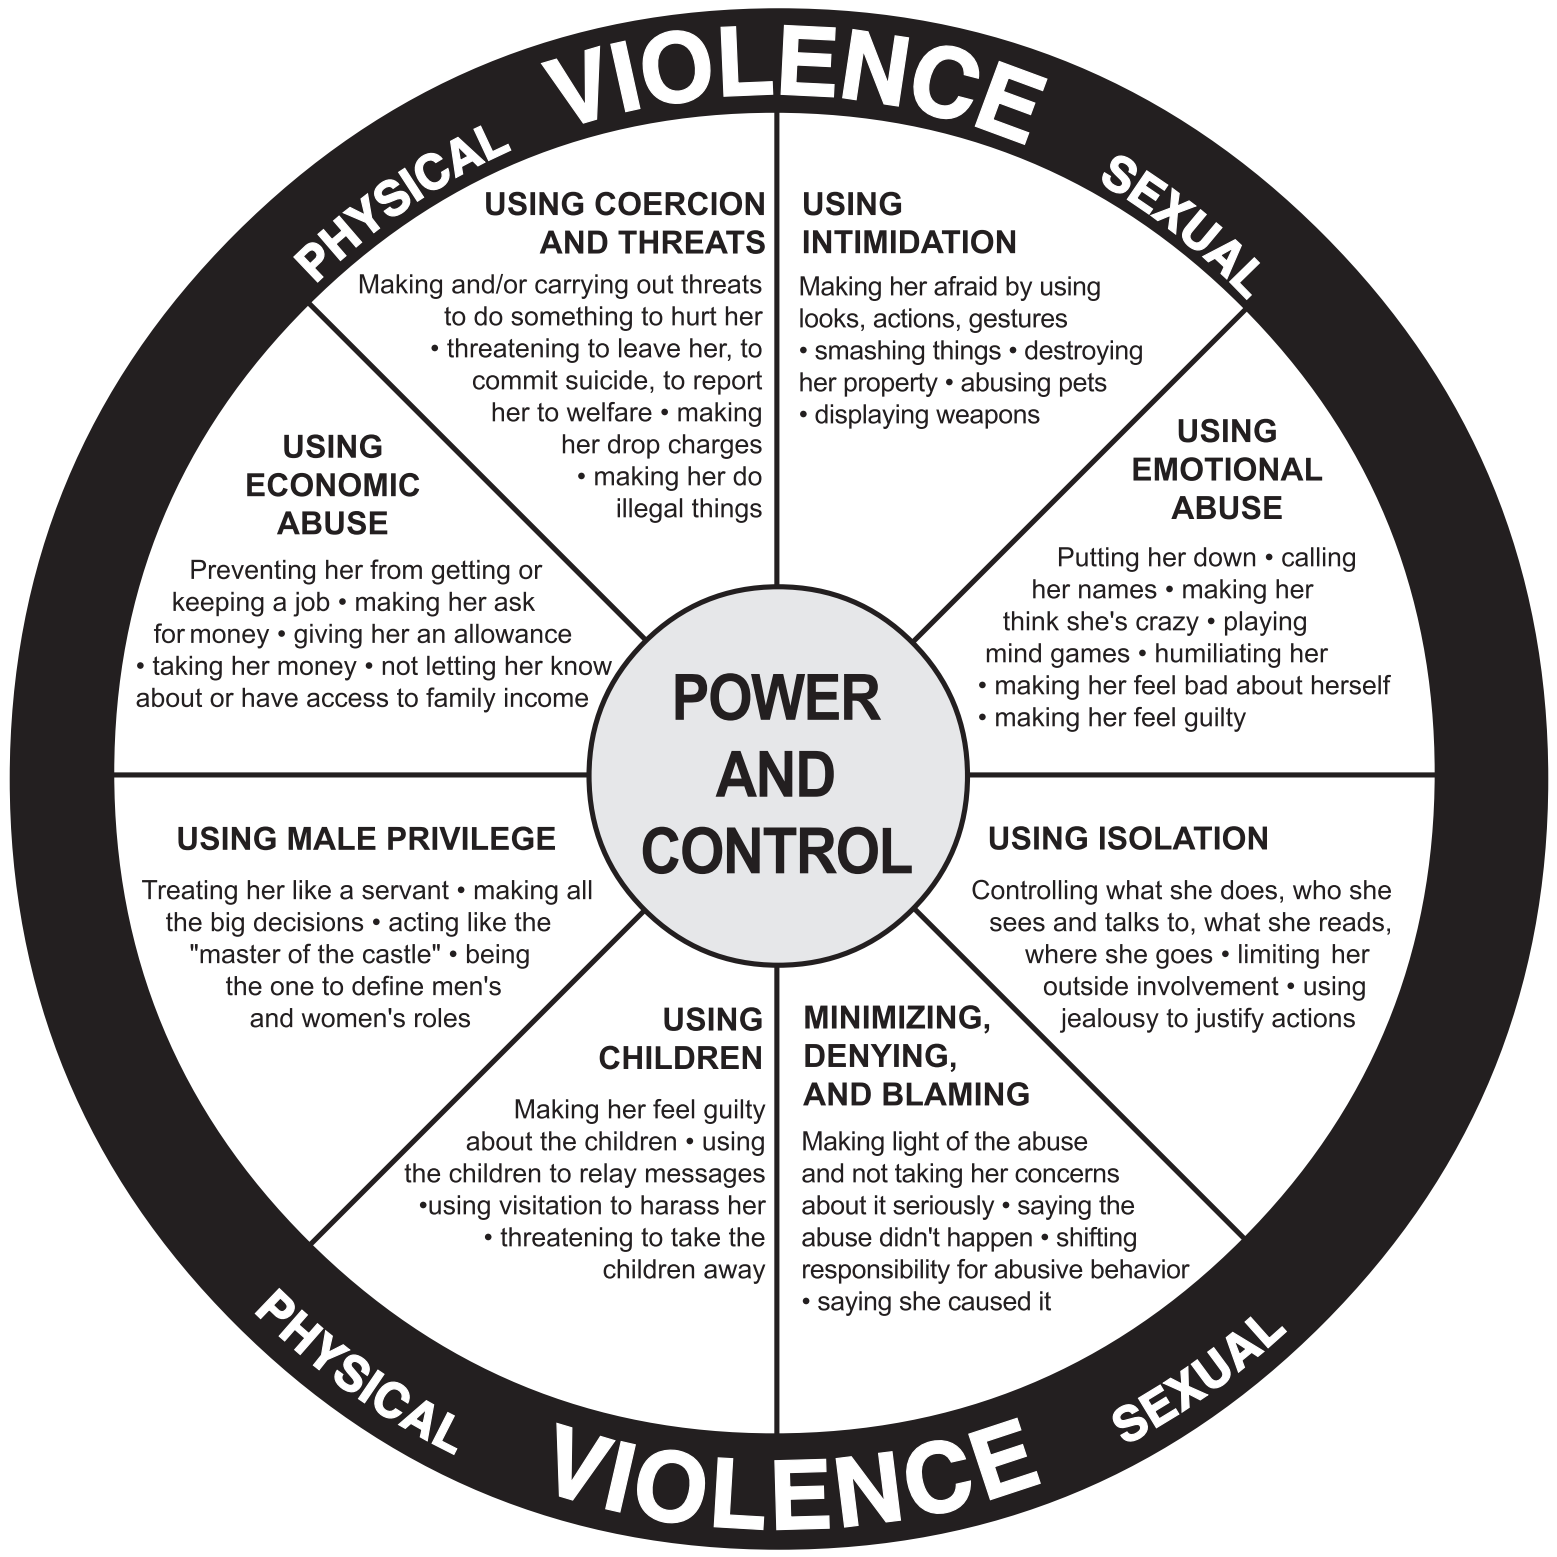 PHYSICAL
VIOLENCE
SEXUAL
USING COERCION
AND THREATS
Making and/or carrying out threats
to do something to hurt her
• threatening to leave her, to
commit suicide, to report
her to welfare • making
her drop charges
• making her do
illegal things
USING
INTIMIDATION
Making her afraid by using
looks, actions, gestures
• smashing things • destroying
her property • abusing pets
• displaying weapons
USING
EMOTIONAL
ABUSE
Putting her down • calling
her names • making her
think she's crazy • playing
mind games • humiliating her
• making her feel bad about herself
• making her feel guilty
USING ISOLATION
Controlling what she does, who she
sees and talks to, what she reads,
where she goes • limiting her
outside involvement • using
jealousy to justify actions
MINIMIZING,
DENYING,
AND BLAMING
Making light of the abuse
and not taking her concerns
about it seriously • saying the
abuse didn't happen • shifting
responsibility for abusive behavior
• saying she caused it
USING
CHILDREN
Making her feel guilty
about the children • using
the children to relay messages
•using visitation to harass her
• threatening to take the
children away
USING MALE PRIVILEGE
Treating her like a servant • making all
the big decisions • acting like the
"master of the castle" • being
the one to define men's
and women's roles
USING
ECONOMIC
ABUSE
Preventing her from getting or
keeping a job • making her ask
for money • giving her an allowance
• taking her money • not letting her know
about or have access to family income
POWER
AND
CONTROL
PHYSICAL
VIOLENCE
SEXUAL